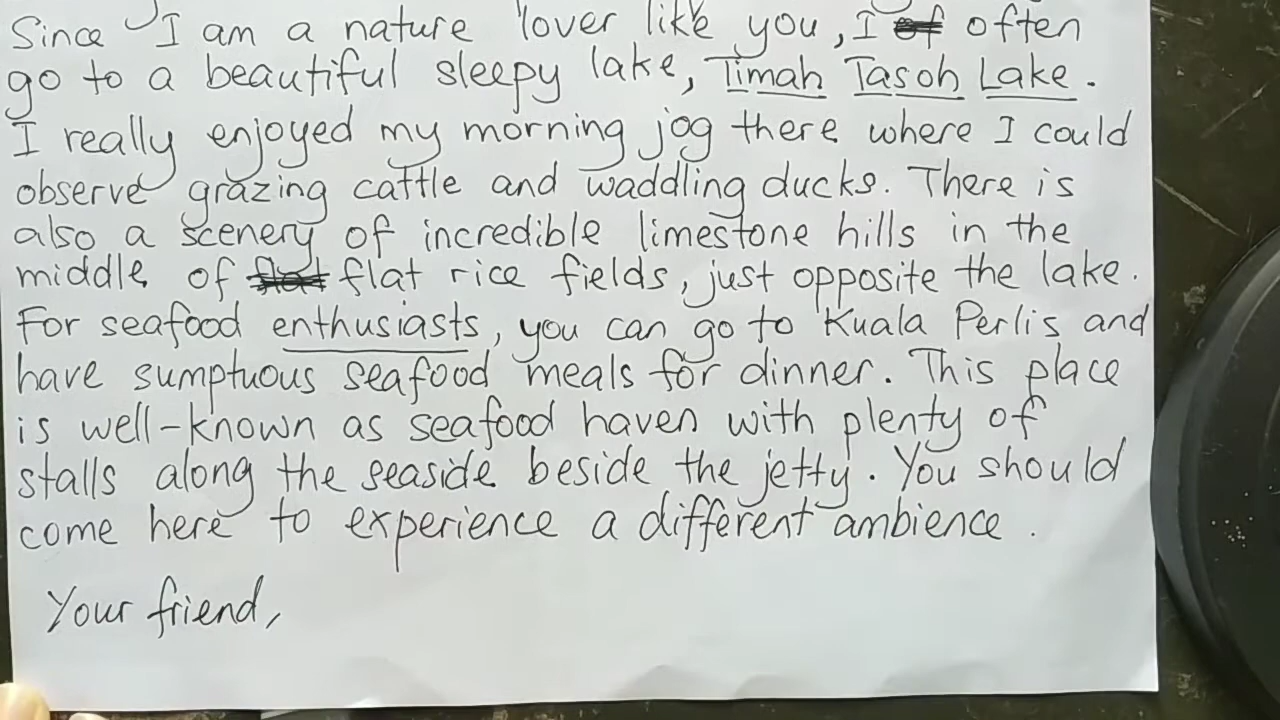 Since I am a nature lover like you, I often
go to a beautiful sleepy lake, Timah Tasoh Lake.
I really enjoyed my morning jog there where I could
observe grazing cattle and waddling ducks. There is
also a scenery of incredible limestone hills in the
middle of flat rice fields, just opposite the lake.
For seafood enthusiasts, you can go to Kuala Perlis and
have sumptuous seafood meals for dinner. This place
is well-known as seafood haven with plenty of
stalls along the seaside beside the jetty. You should
come here to experience a different ambience.
Your friend,